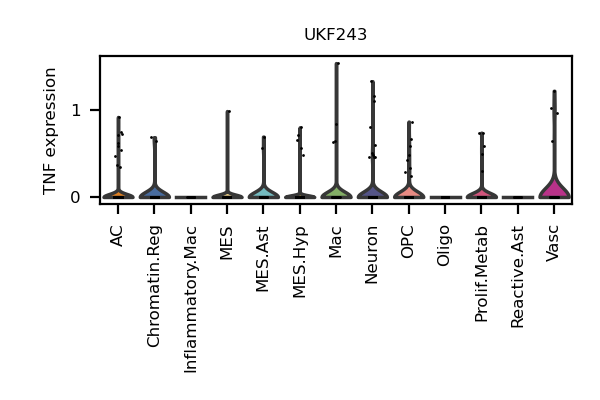 UKF243
TNF expression
1
0
AC
Chromatin.Reg
Inflammatory.Mac
MES
MES.Ast
MES.Hyp
Mac
Neuron
OPC
Oligo
Prolif.Metab
Reactive.Ast
Vasc